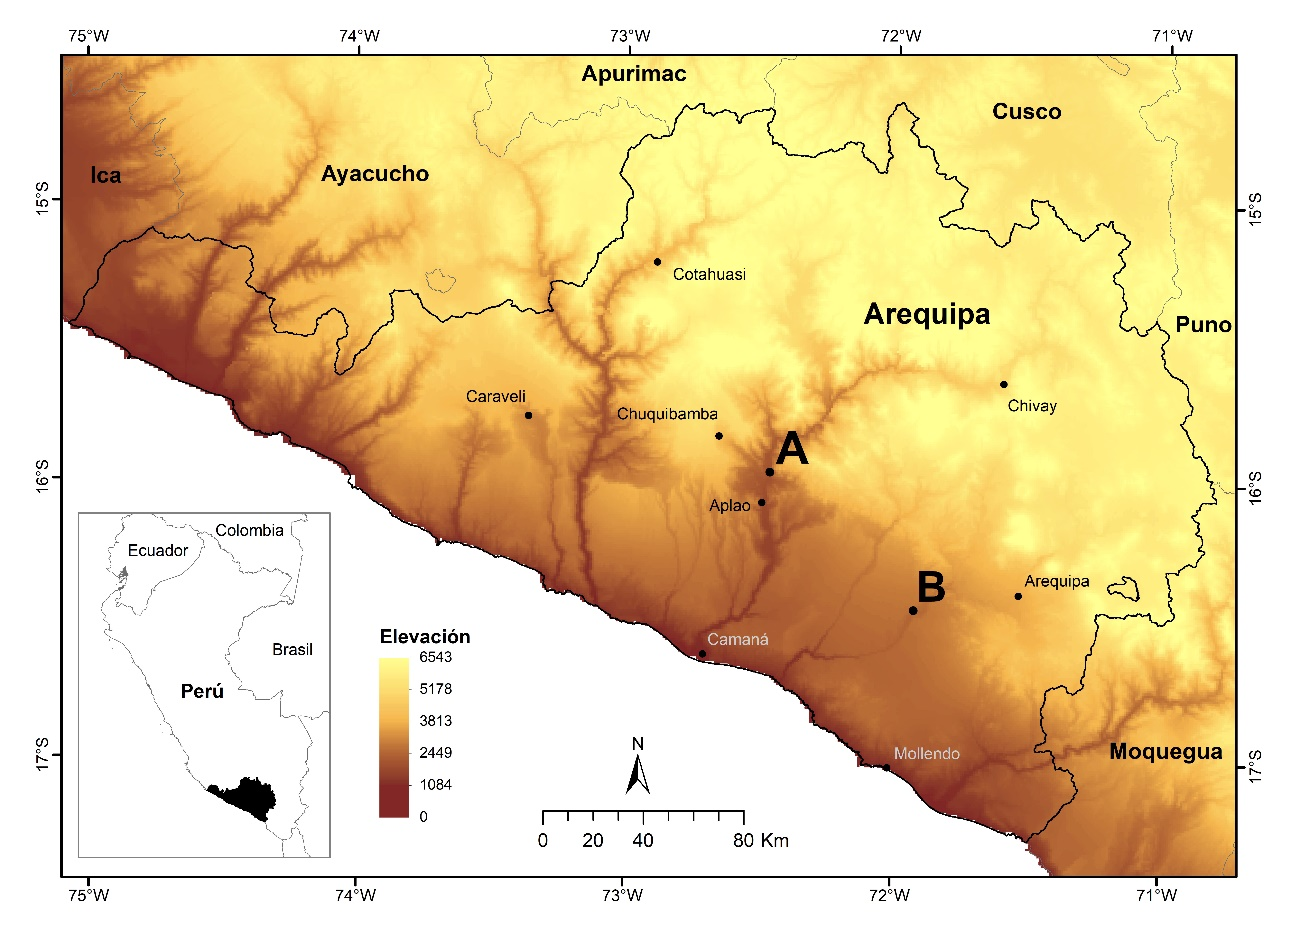 75°W
74°W
73°W
72°W
71°W
Apurimac
Cusco
Ica
Ayacucho
15°S
15°S
Cotahuasi
Arequipa
Puno
Caraveli
Chuquibamba
Chivay
A
16°S
16°S
Aplao
Colombia
Ecuador
B
Arequipa
Brasil
Perú
Camaná
Elevación
6543
5178
3813
2449
1084
0
N
Mollendo
Moquegua
17°S
17°S
0 20 40 80 Km
75°W
74°W
73°W
72°W
71°W